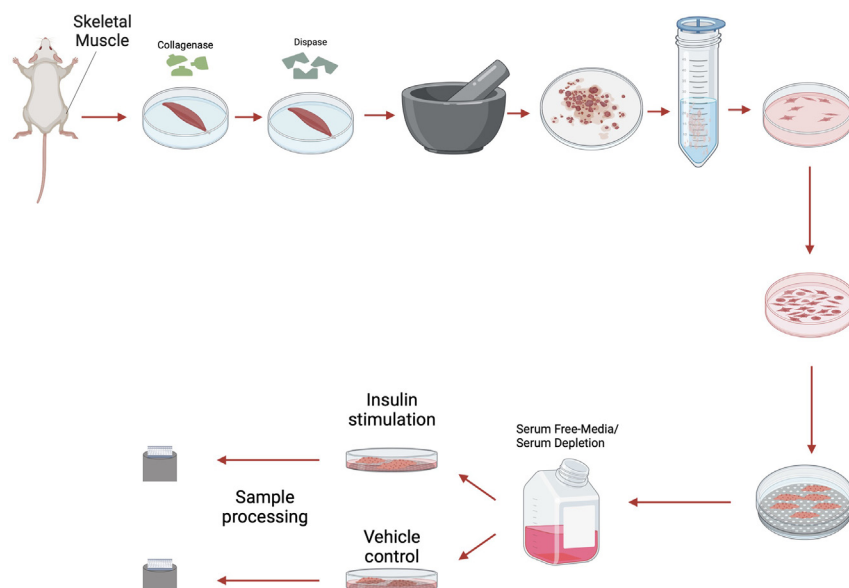 Skeletal
Muscle
Collagenase
Dispase
Insulin
stimulation
Serum Free-Media/
Serum Depletion
Sample
processing
Vehicle
control